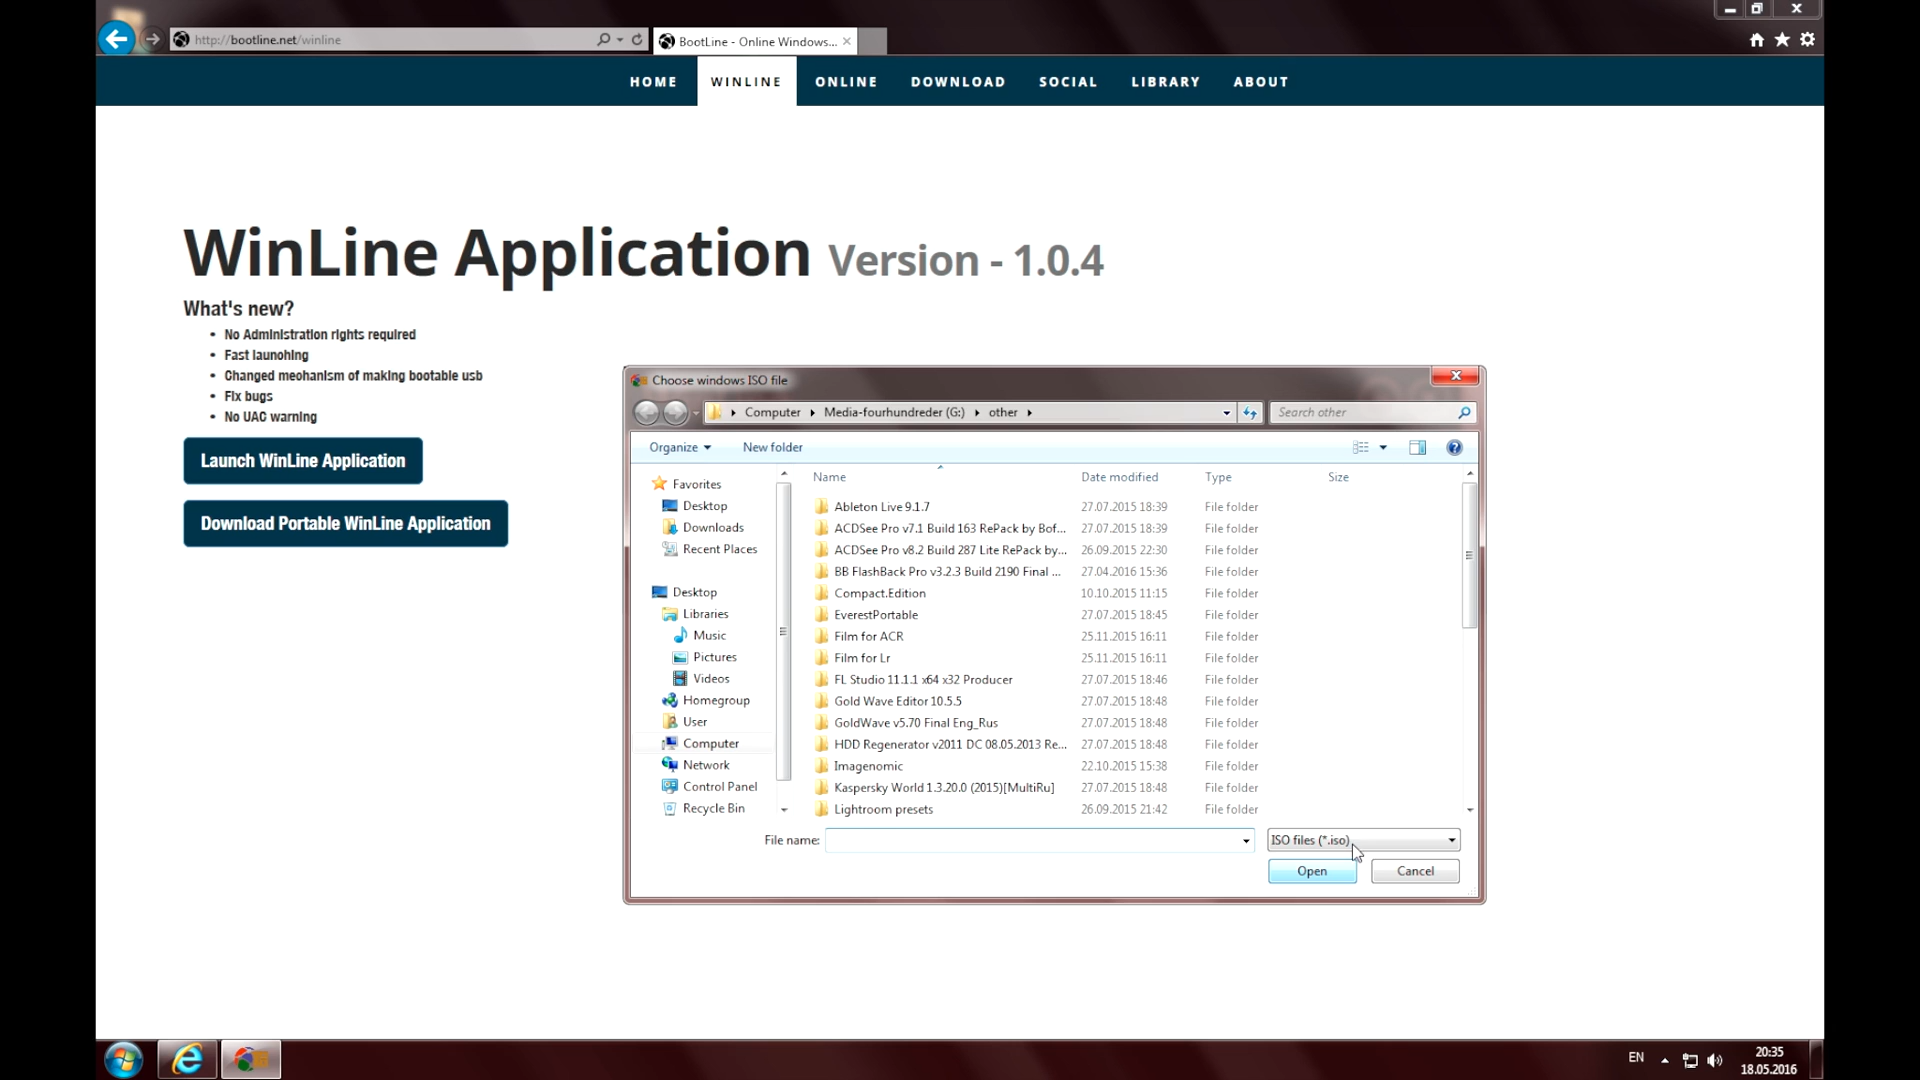 http://bootline.net/winline
BootLine - Online Windows...
HOME
WINLINE
ONLINE
DOWNLOAD
SOCIAL
LIBRARY
ABOUT
WinLine Application Version - 1.0.4
What's new?
• No Administration rights required
• Fast launohing
• Changed meohanism of making bootable usb
• Fix bugs
• No UAC warning
Launch WinLine Application
Download Portable WinLine Application
Choose windows ISO file
Computer
Media-fourhundreder (G:)
other
Search other
Organize
New folder
Favorites
Desktop
Downloads
Recent Places
Desktop
Libraries
Music
Pictures
Videos
Homegroup
User
Computer
Network
Control Panel
Recycle Bin
Name Date modified Type Size
Ableton Live 9.1.7 27.07.2015 18:39 File folder
ACDSee Pro v7.1 Build 163 RePack by Bof... 27.07.2015 18:39 File folder
ACDSee Pro v8.2 Build 287 Lite RePack by... 26.09.2015 22:30 File folder
BB FlashBack Pro v3.2.3 Build 2190 Final ... 27.04.2016 15:36 File folder
Compact.Edition 10.10.2015 11:15 File folder
EverestPortable 27.07.2015 18:45 File folder
Film for ACR 25.11.2015 16:11 File folder
Film for Lr 25.11.2015 16:11 File folder
FL Studio 11.1.1 x64 x32 Producer 27.07.2015 18:46 File folder
Gold Wave Editor 10.5.5 27.07.2015 18:48 File folder
GoldWave v5.70 Final Eng_Rus 27.07.2015 18:48 File folder
HDD Regenerator v2011 DC 08.05.2013 Re... 27.07.2015 18:48 File folder
Imagenomic 22.10.2015 15:38 File folder
Kaspersky World 1.3.20.0 (2015)[MultiRu] 27.07.2015 18:48 File folder
Lightroom presets 26.09.2015 21:42 File folder
File name:
ISO files (*.iso)
Open
Cancel
EN
20:35
18.05.2016